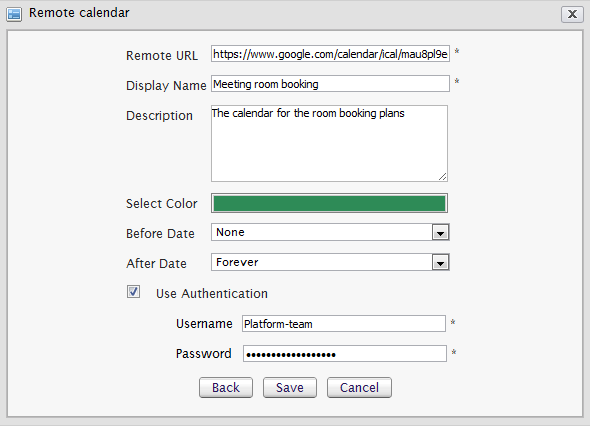 Remote calendar
Remote URL https://www.google.com/calendar/ical/mau8pl9e *
Display Name Meeting room booking *
Description The calendar for the room booking plans
Select Color
Before Date None
After Date Forever
Use Authentication
Username Platform-team *
Password •••••••••••••••••• *
Back Save Cancel